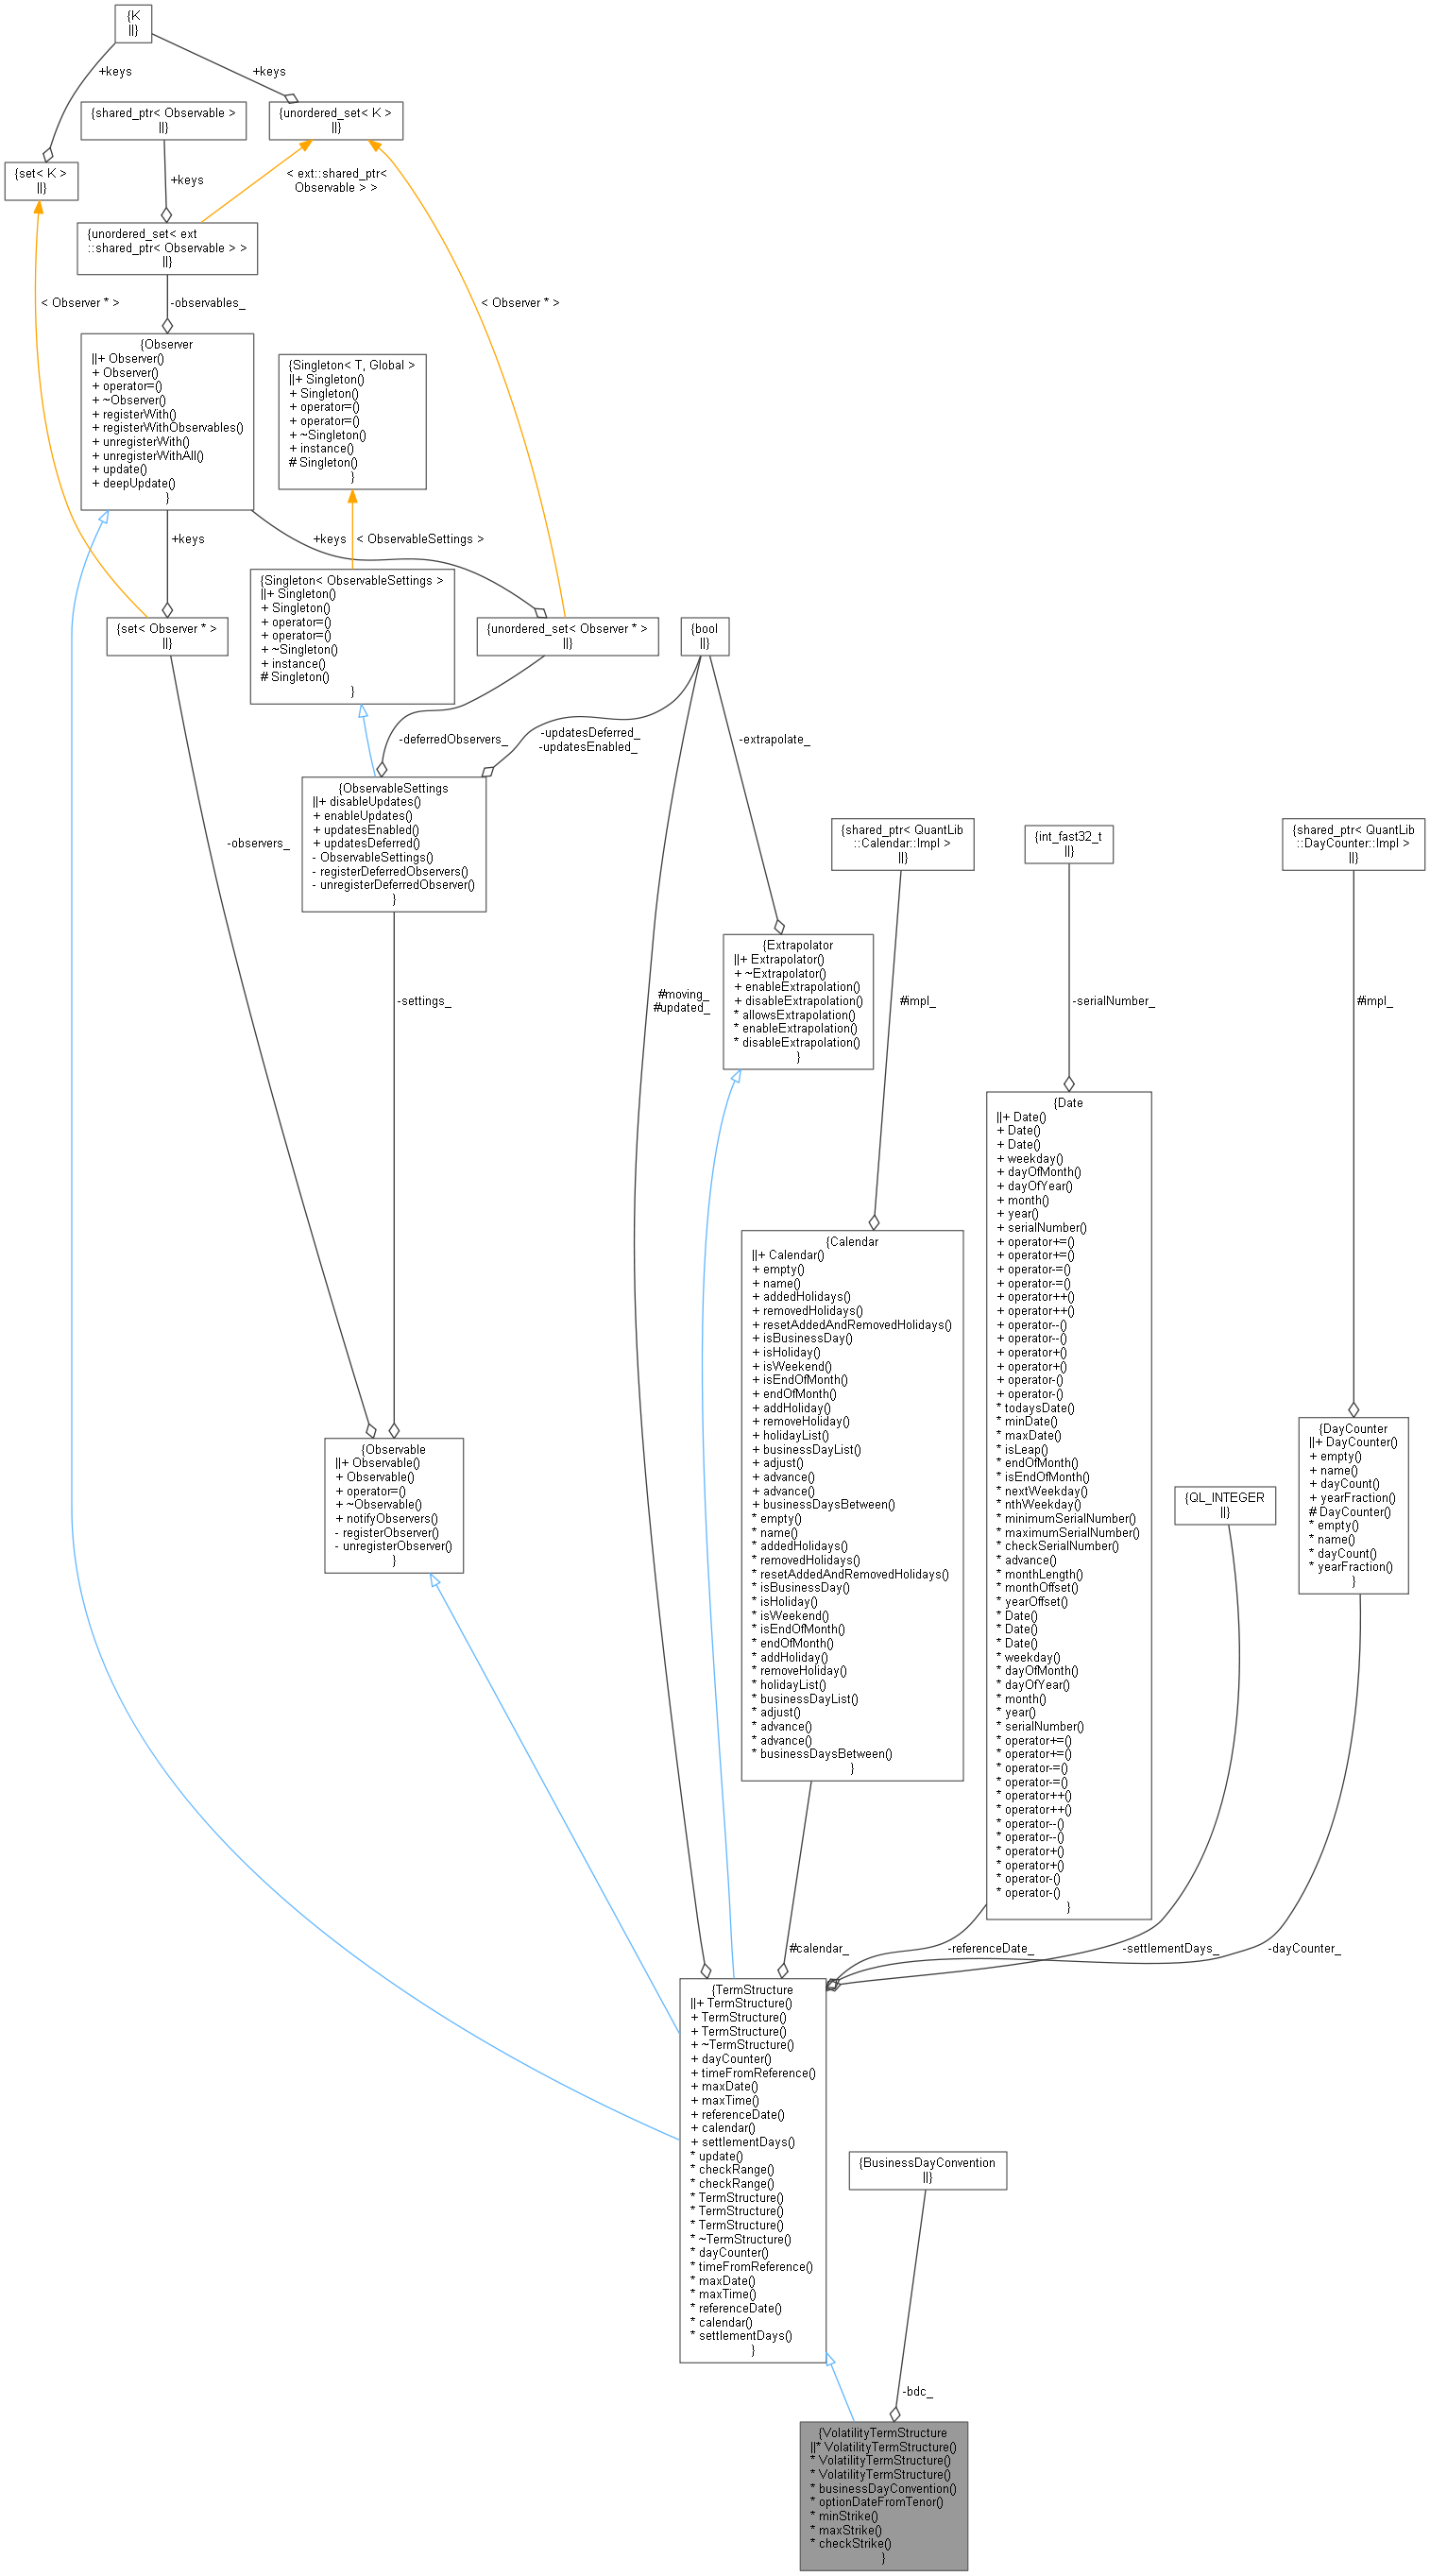 {K
||}
+keys
+keys
{shared_ptr< Observable >
||}
{unordered_set< K >
||}
{set< K >
||}
+keys
< ext::shared_ptr<
Observable > >
{unordered_set< ext
::shared_ptr< Observable > >
||}
< Observer * >
-observables_
< Observer * >
{Observer
||+ Observer()
+ Observer()
+ operator=()
+ ~Observer()
+ registerWith()
+ registerWithObservables()
+ unregisterWith()
+ unregisterWithAll()
+ update()
+ deepUpdate()
}
{Singleton< T, Global >
||+ Singleton()
+ Singleton()
+ operator=()
+ operator=()
+ ~Singleton()
+ instance()
# Singleton()
}
+keys
+keys
< ObservableSettings >
{set< Observer * >
||}
{Singleton< ObservableSettings >
||+ Singleton()
+ Singleton()
+ operator=()
+ operator=()
+ ~Singleton()
+ instance()
# Singleton()
}
{unordered_set< Observer * >
||}
{bool
||}
-deferredObservers_
-updatesDeferred_
-updatesEnabled_
-extrapolate_
{ObservableSettings
||+ disableUpdates()
+ enableUpdates()
+ updatesEnabled()
+ updatesDeferred()
- ObservableSettings()
- registerDeferredObservers()
- unregisterDeferredObserver()
}
-observers_
{shared_ptr< QuantLib
::Calendar::Impl >
||}
{int_fast32_t
||}
{shared_ptr< QuantLib
::DayCounter::Impl >
||}
{Extrapolator
||+ Extrapolator()
+ ~Extrapolator()
+ enableExtrapolation()
+ disableExtrapolation()
* allowsExtrapolation()
* enableExtrapolation()
* disableExtrapolation()
}
-settings_
#moving_
#updated_
#impl_
-serialNumber_
#impl_
{Date
||+ Date()
+ Date()
+ Date()
+ weekday()
+ dayOfMonth()
+ dayOfYear()
+ month()
+ year()
+ serialNumber()
+ operator+=()
+ operator+=()
+ operator-=()
+ operator-=()
+ operator++()
+ operator++()
+ operator--()
+ operator--()
+ operator+()
+ operator+()
+ operator-()
+ operator-()
* todaysDate()
* minDate()
* maxDate()
* isLeap()
* endOfMonth()
* isEndOfMonth()
* nextWeekday()
* nthWeekday()
* minimumSerialNumber()
* maximumSerialNumber()
* checkSerialNumber()
* advance()
* monthLength()
* monthOffset()
* yearOffset()
* Date()
* Date()
* Date()
* weekday()
* dayOfMonth()
* dayOfYear()
* month()
* year()
* serialNumber()
* operator+=()
* operator+=()
* operator-=()
* operator-=()
* operator++()
* operator++()
* operator--()
* operator--()
* operator+()
* operator+()
* operator-()
* operator-()
}
{Calendar
||+ Calendar()
+ empty()
+ name()
+ addedHolidays()
+ removedHolidays()
+ resetAddedAndRemovedHolidays()
+ isBusinessDay()
+ isHoliday()
+ isWeekend()
+ isEndOfMonth()
+ endOfMonth()
+ addHoliday()
+ removeHoliday()
+ holidayList()
+ businessDayList()
+ adjust()
+ advance()
+ advance()
+ businessDaysBetween()
* empty()
* name()
* addedHolidays()
* removedHolidays()
* resetAddedAndRemovedHolidays()
* isBusinessDay()
* isHoliday()
* isWeekend()
* isEndOfMonth()
* endOfMonth()
* addHoliday()
* removeHoliday()
* holidayList()
* businessDayList()
* adjust()
* advance()
* advance()
* businessDaysBetween()
}
{DayCounter
||+ DayCounter()
+ empty()
+ name()
+ dayCount()
+ yearFraction()
# DayCounter()
* empty()
* name()
* dayCount()
* yearFraction()
}
{Observable
||+ Observable()
+ Observable()
+ operator=()
+ ~Observable()
+ notifyObservers()
- registerObserver()
- unregisterObserver()
}
{QL_INTEGER
||}
#calendar_
-referenceDate_
-settlementDays_
-dayCounter_
{TermStructure
||+ TermStructure()
+ TermStructure()
+ TermStructure()
+ ~TermStructure()
+ dayCounter()
+ timeFromReference()
+ maxDate()
+ maxTime()
+ referenceDate()
+ calendar()
+ settlementDays()
* update()
* checkRange()
* checkRange()
* TermStructure()
* TermStructure()
* TermStructure()
* ~TermStructure()
* dayCounter()
* timeFromReference()
* maxDate()
* maxTime()
* referenceDate()
* calendar()
* settlementDays()
}
{BusinessDayConvention
||}
-bdc_
{VolatilityTermStructure
||* VolatilityTermStructure()
* VolatilityTermStructure()
* VolatilityTermStructure()
* businessDayConvention()
* optionDateFromTenor()
* minStrike()
* maxStrike()
* checkStrike()
}